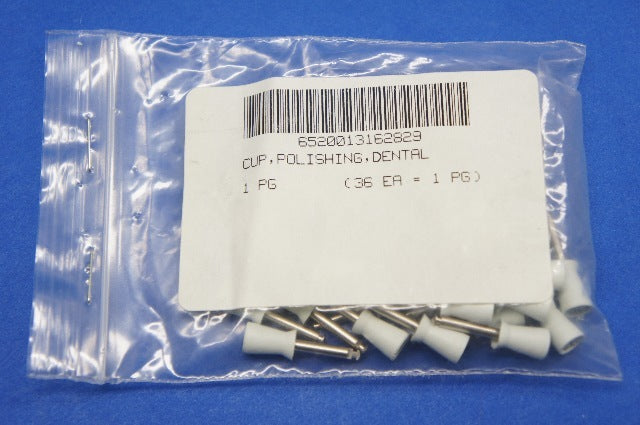 6520013162829
CUP,POLISHING,DENTAL
1 PG (36 EA = 1 PG)